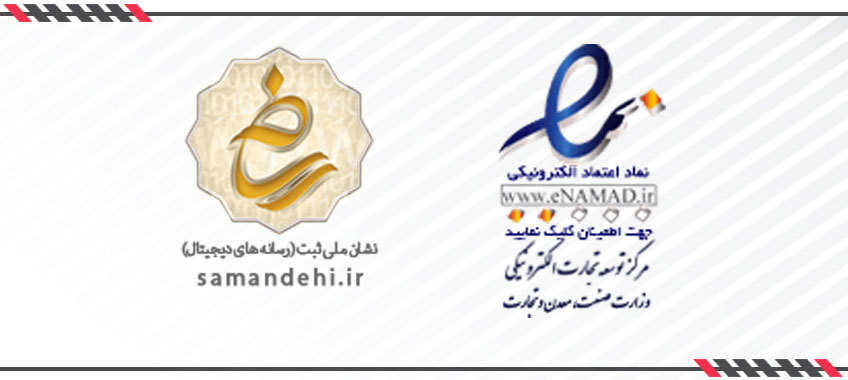 نماد اعتماد الکترونیکی
www.eNAMAD.ir
جهت اطمینان کلیک نمایید
مرکز توسعه تجارت الکترونیکی
وزارت صنعت، معدن و تجارت
نشان ملی ثبت (رسانه های دیجیتال)
samandehi.ir